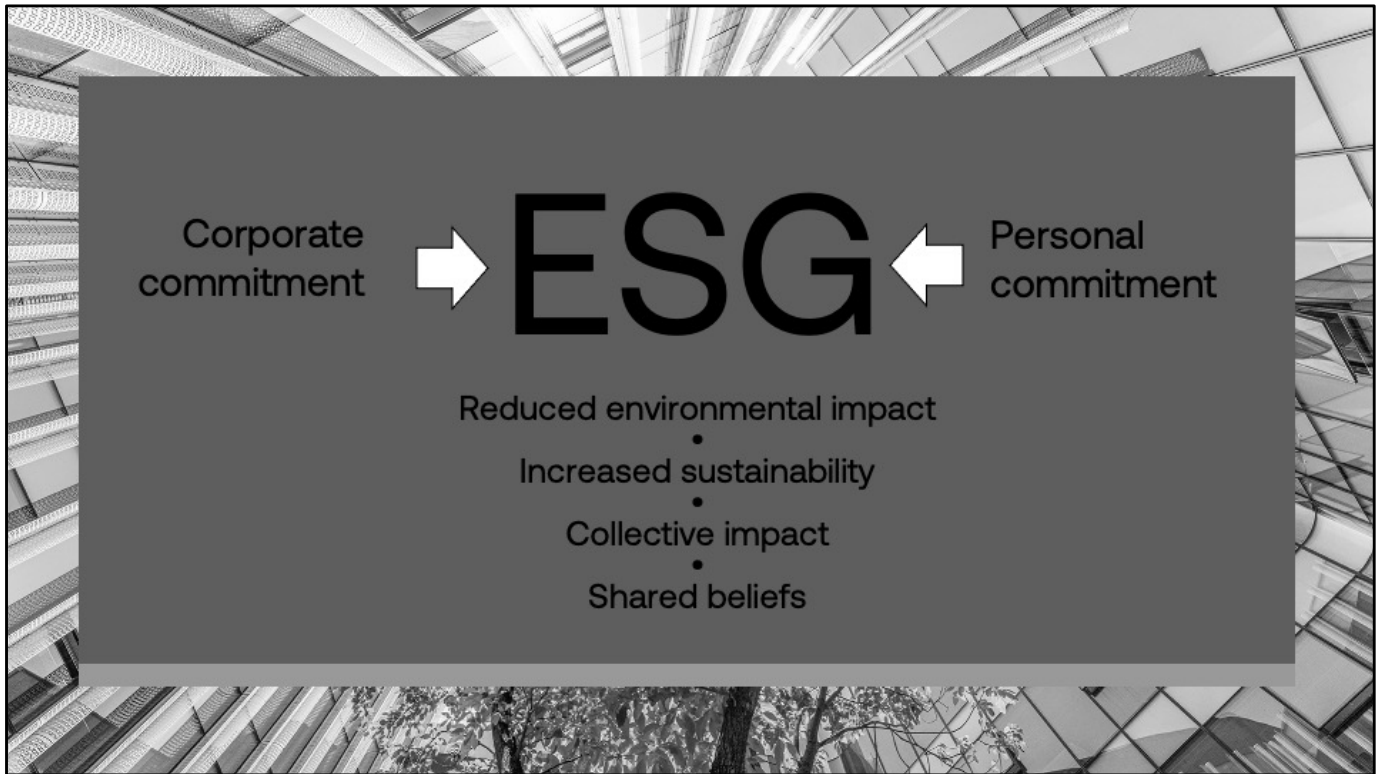 Corporate
commitment
ESG
Personal
commitment
Reduced environmental impact
•
Increased sustainability
•
Collective impact
•
Shared beliefs